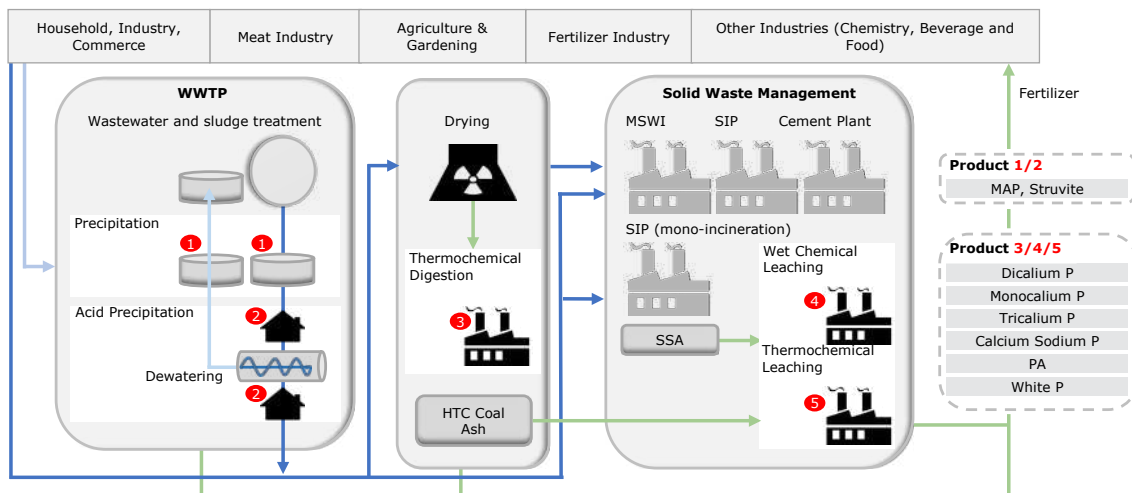 Household, Industry,
Commerce
Meat Industry
Agriculture &
Gardening
Fertilizer Industry
Other Industries (Chemistry, Beverage and
Food)
WWTP
Wastewater and sludge treatment
Precipitation
1
1
Acid Precipitation
2
Dewatering
2
Drying
Thermochemical
Digestion
3
HTC Coal
Ash
Solid Waste Management
MSWI
SIP
Cement Plant
SIP (mono-incineration)
Wet Chemical
Leaching
4
SSA
Thermochemical
Leaching
5
Fertilizer
Product 1/2
MAP, Struvite
Product 3/4/5
Dicalium P
Monocalium P
Tricalium P
Calcium Sodium P
PA
White P